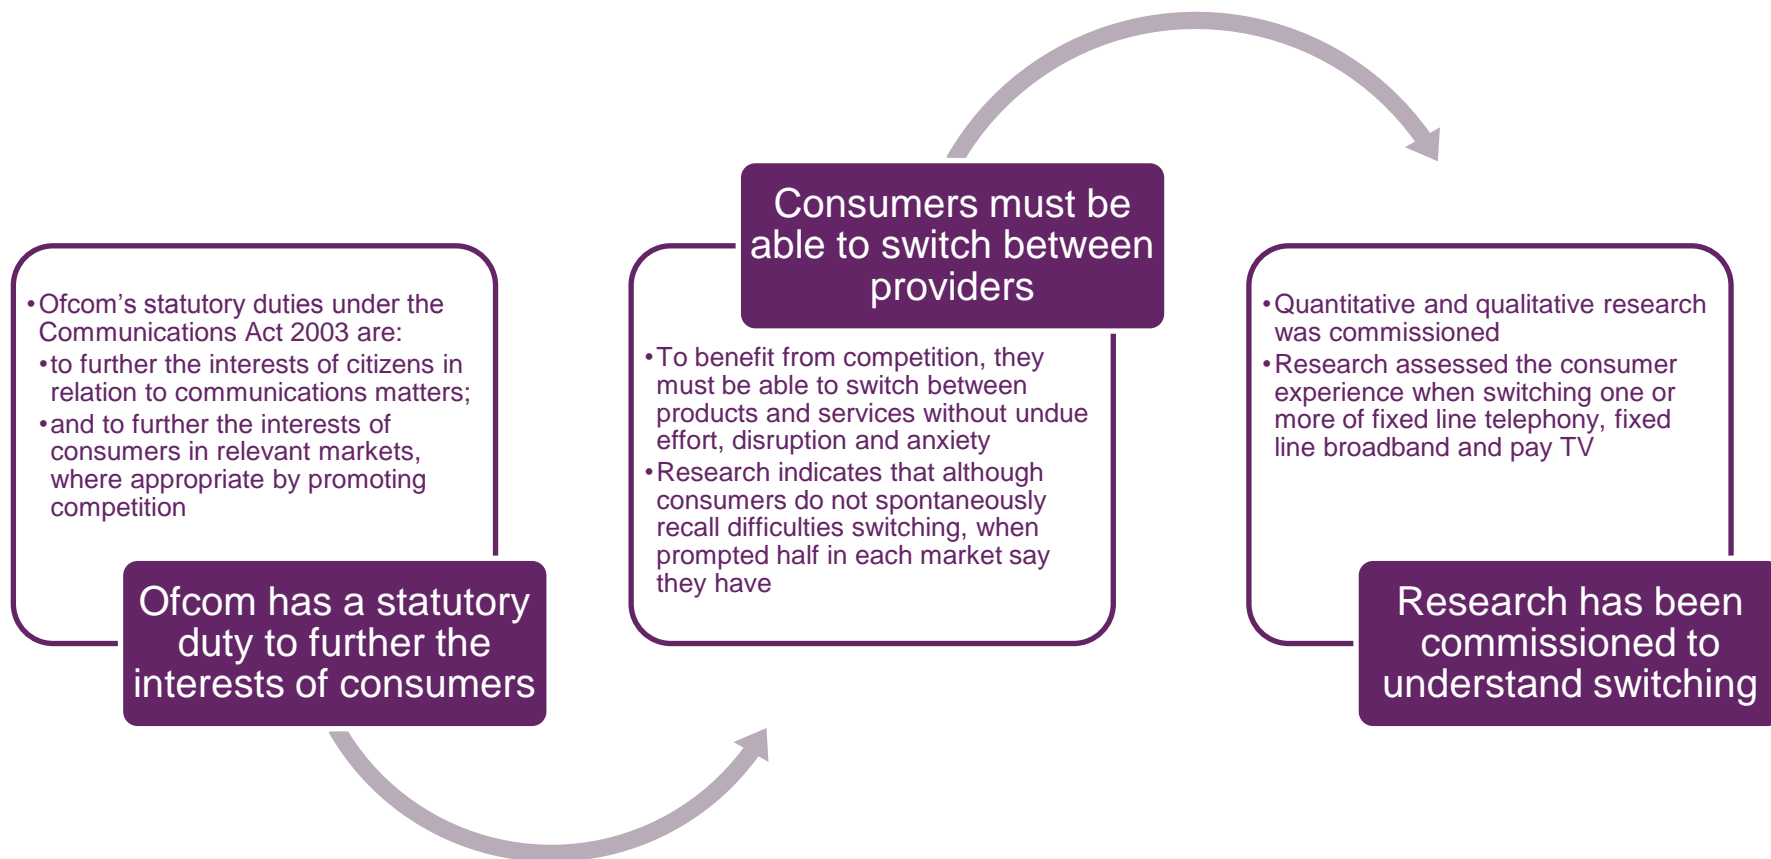 •Ofcom’s statutory duties under the
Communications Act 2003 are:
•to further the interests of citizens in
relation to communications matters;
•and to further the interests of
consumers in relevant markets,
where appropriate by promoting
competition
Ofcom has a statutory
duty to further the
interests of consumers
Consumers must be
able to switch between
providers
•To benefit from competition, they
must be able to switch between
products and services without undue
effort, disruption and anxiety
•Research indicates that although
consumers do not spontaneously
recall difficulties switching, when
prompted half in each market say
they have
•Quantitative and qualitative research
was commissioned
•Research assessed the consumer
experience when switching one or
more of fixed line telephony, fixed
line broadband and pay TV
Research has been
commissioned to
understand switching